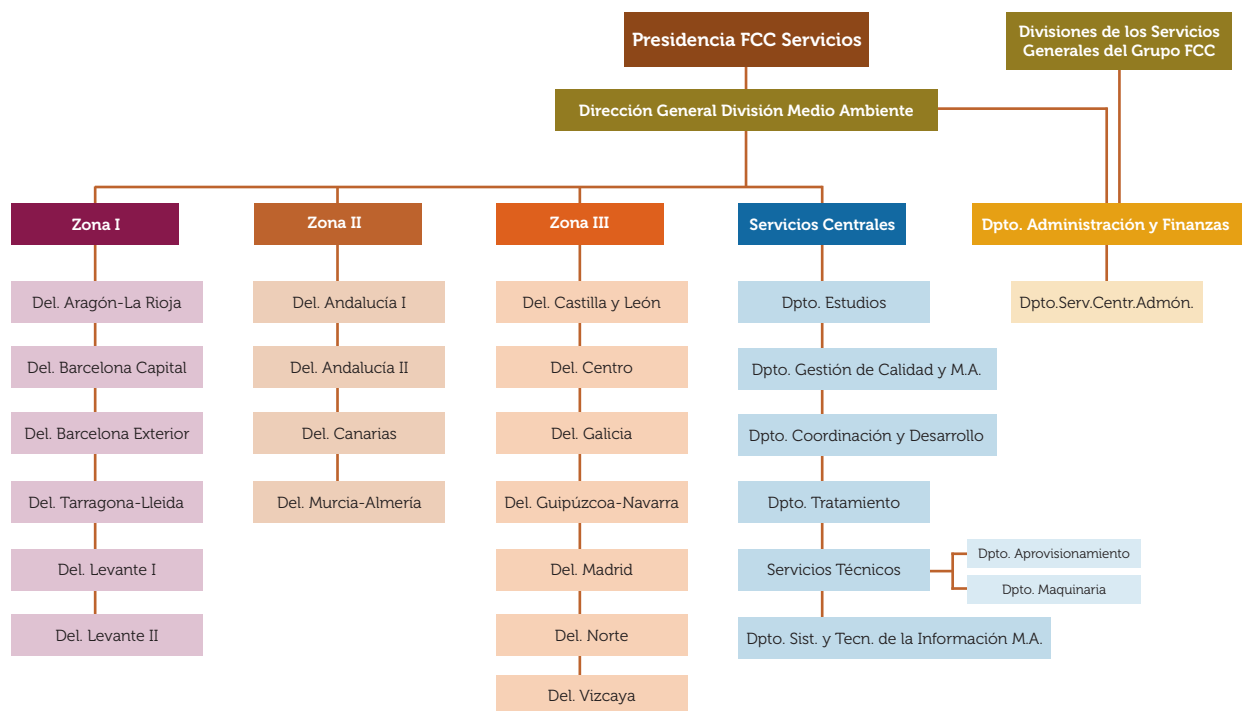 Presidencia FCC Servicios
Divisiones de los Servicios
Generales del Grupo FCC
Dirección General División Medio Ambiente
Zona I
Zona II
Zona III
Servicios Centrales
Dpto. Administración y Finanzas
Del. Aragón-La Rioja
Del. Andalucía I
Del. Castilla y León
Dpto. Estudios
Dpto.Serv.Centr.Admón.
Del. Barcelona Capital
Del. Andalucía II
Del. Centro
Dpto. Gestión de Calidad y M.A.
Del. Barcelona Exterior
Del. Canarias
Del. Galicia
Dpto. Coordinación y Desarrollo
Del. Tarragona-Lleida
Del. Murcia-Almería
Del. Guipúzcoa-Navarra
Dpto. Tratamiento
Del. Levante I
Del. Madrid
Servicios Técnicos
Dpto. Aprovisionamiento
Dpto. Maquinaria
Del. Levante II
Del. Norte
Dpto. Sist. y Tecn. de la Información M.A.
Del. Vizcaya